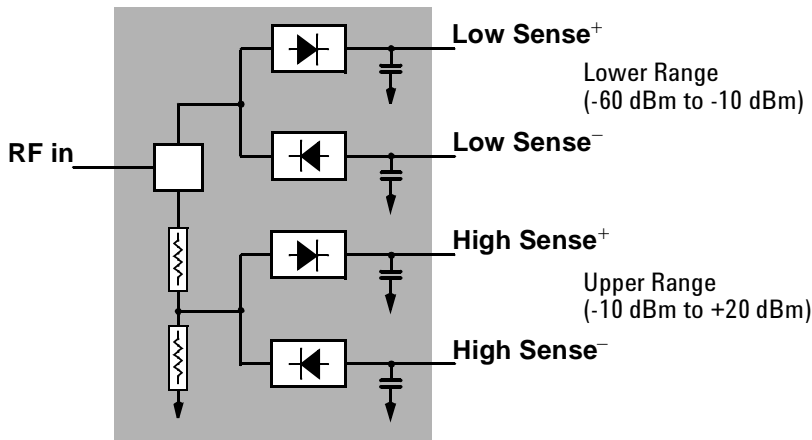 Low Sense⁺
Lower Range
(-60 dBm to -10 dBm)
RF in
Low Sense⁻
High Sense⁺
Upper Range
(-10 dBm to +20 dBm)
High Sense⁻